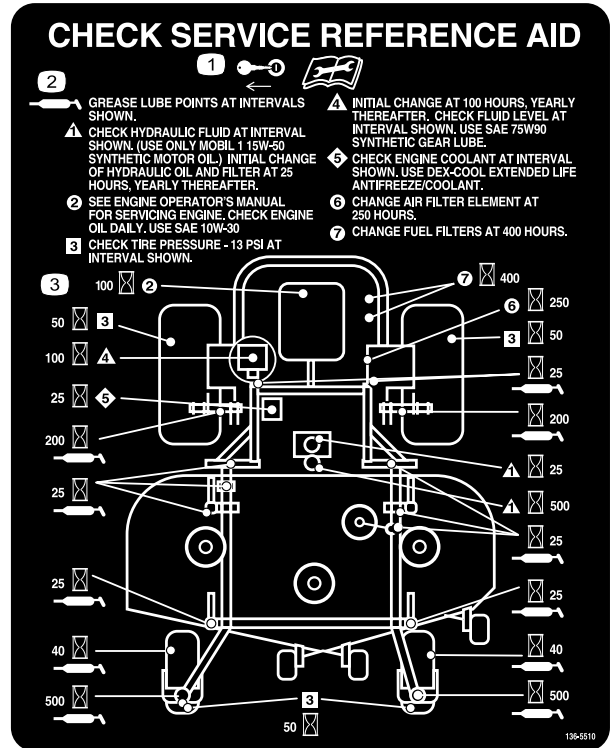 CHECK SERVICE REFERENCE AID
1
2
GREASE LUBE POINTS AT INTERVALS
SHOWN.
1 CHECK HYDRAULIC FLUID AT INTERVAL
SHOWN. (USE ONLY MOBIL 1 15W-50
SYNTHETIC MOTOR OIL.) INITIAL CHANGE
OF HYDRAULIC OIL AND FILTER AT 25
HOURS, YEARLY THEREAFTER.
2 SEE ENGINE OPERATOR'S MANUAL
FOR SERVICING ENGINE. CHECK ENGINE
OIL DAILY. USE SAE 10W-30
3 CHECK TIRE PRESSURE - 13 PSI AT
INTERVAL SHOWN.
4 INITIAL CHANGE AT 100 HOURS, YEARLY
THEREAFTER. CHECK FLUID LEVEL AT
INTERVAL SHOWN. USE SAE 75W90
SYNTHETIC GEAR LUBE.
5 CHECK ENGINE COOLANT AT INTERVAL
SHOWN. USE DEX-COOL EXTENDED LIFE
ANTIFREEZE/COOLANT.
6 CHANGE AIR FILTER ELEMENT AT
250 HOURS.
7 CHANGE FUEL FILTERS AT 400 HOURS.
3
100 2
50 3
100 4
25 5
200
25
25
40
500
7 400
6 250
3 50
25
200
1 25
1 500
25
25
40
500
3
50
136-5510